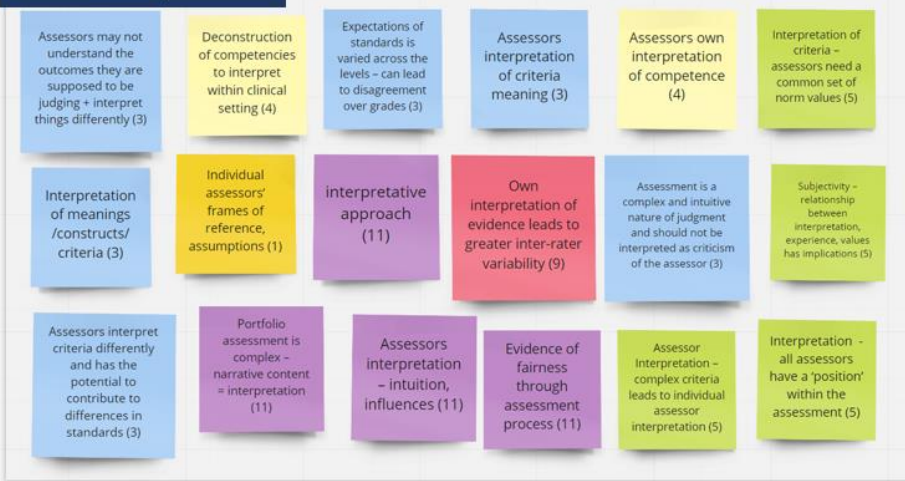 Assessors may not
understand the
outcomes they are
supposed to be
judging + interpret
things differently (3)
Deconstruction
of competencies
to interpret
within clinical
setting (4)
Expectations of
standards is
varied across the
levels – can lead
to disagreement
over grades (3)
Assessors
interpretation
of criteria
meaning (3)
Assessors own
interpretation
of competence
(4)
Interpretation of
criteria –
assessors need a
common set of
norm values (5)
Interpretation
of meanings
/constructs/
criteria (3)
Individual
assessors'
frames of
reference,
assumptions (1)
interpretative
approach
(11)
Own
interpretation of
evidence leads to
greater inter-rater
variability (9)
Assessment is a
complex and intuitive
nature of judgment
and should not be
interpreted as criticism
of the assessor (3)
Subjectivity –
relationship
between
interpretation,
experience, values
has implications (5)
Assessors interpret
criteria differently
and has the
potential to
contribute to
differences in
standards (3)
Portfolio
assessment is
complex –
narrative content
= interpretation
(11)
Assessors
interpretation
– intuition,
influences (11)
Evidence of
fairness
through
assessment
process (11)
Assessor
Interpretation –
complex criteria
leads to individual
assessor
interpretation (5)
Interpretation -
all assessors
have a 'position'
within the
assessment (5)